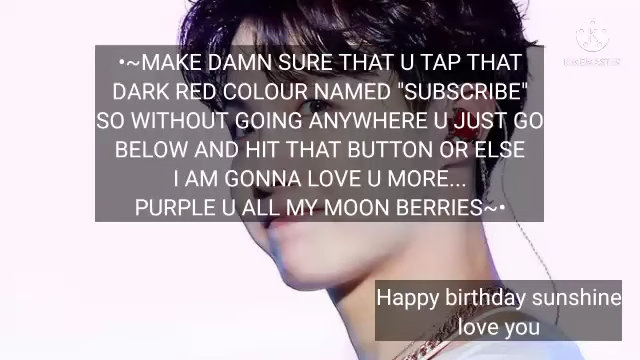 •~MAKE DAMN SURE THAT U TAP THAT
DARK RED COLOUR NAMED "SUBSCRIBE"
SO WITHOUT GOING ANYWHERE U JUST GO
BELOW AND HIT THAT BUTTON OR ELSE
I AM GONNA LOVE U MORE...
PURPLE U ALL MY MOON BERRIES~•
Happy birthday sunshine
love you